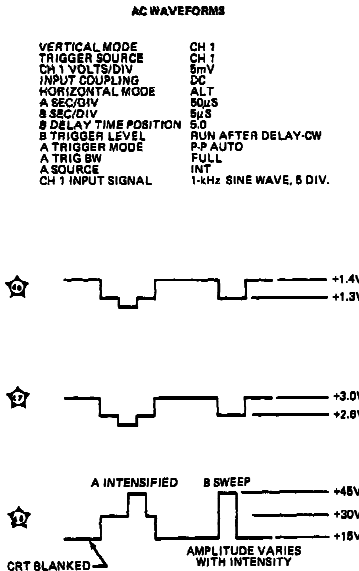 AC WAVEFORMS
VERTICAL MODE CH 1
TRIGGER SOURCE CH 1
CH 1 VOLTS/DIV 5mV
INPUT COUPLING DC
HORIZONTAL MODE ALT
A SEC/DIV 50µS
B SEC/DIV 5µS
B DELAY TIME POSITION 5.0
B TRIGGER LEVEL RUN AFTER DELAY-CW
A TRIGGER MODE P-P AUTO
A TRIG BW FULL
A SOURCE INT
CH 1 INPUT SIGNAL 1-kHz SINE WAVE, 5 DIV.
+1.4V
+1.3V
+3.0V
+2.8V
A INTENSIFIED B SWEEP
+45V
+30V
+15V
CRT BLANKED
AMPLITUDE VARIES
WITH INTENSITY